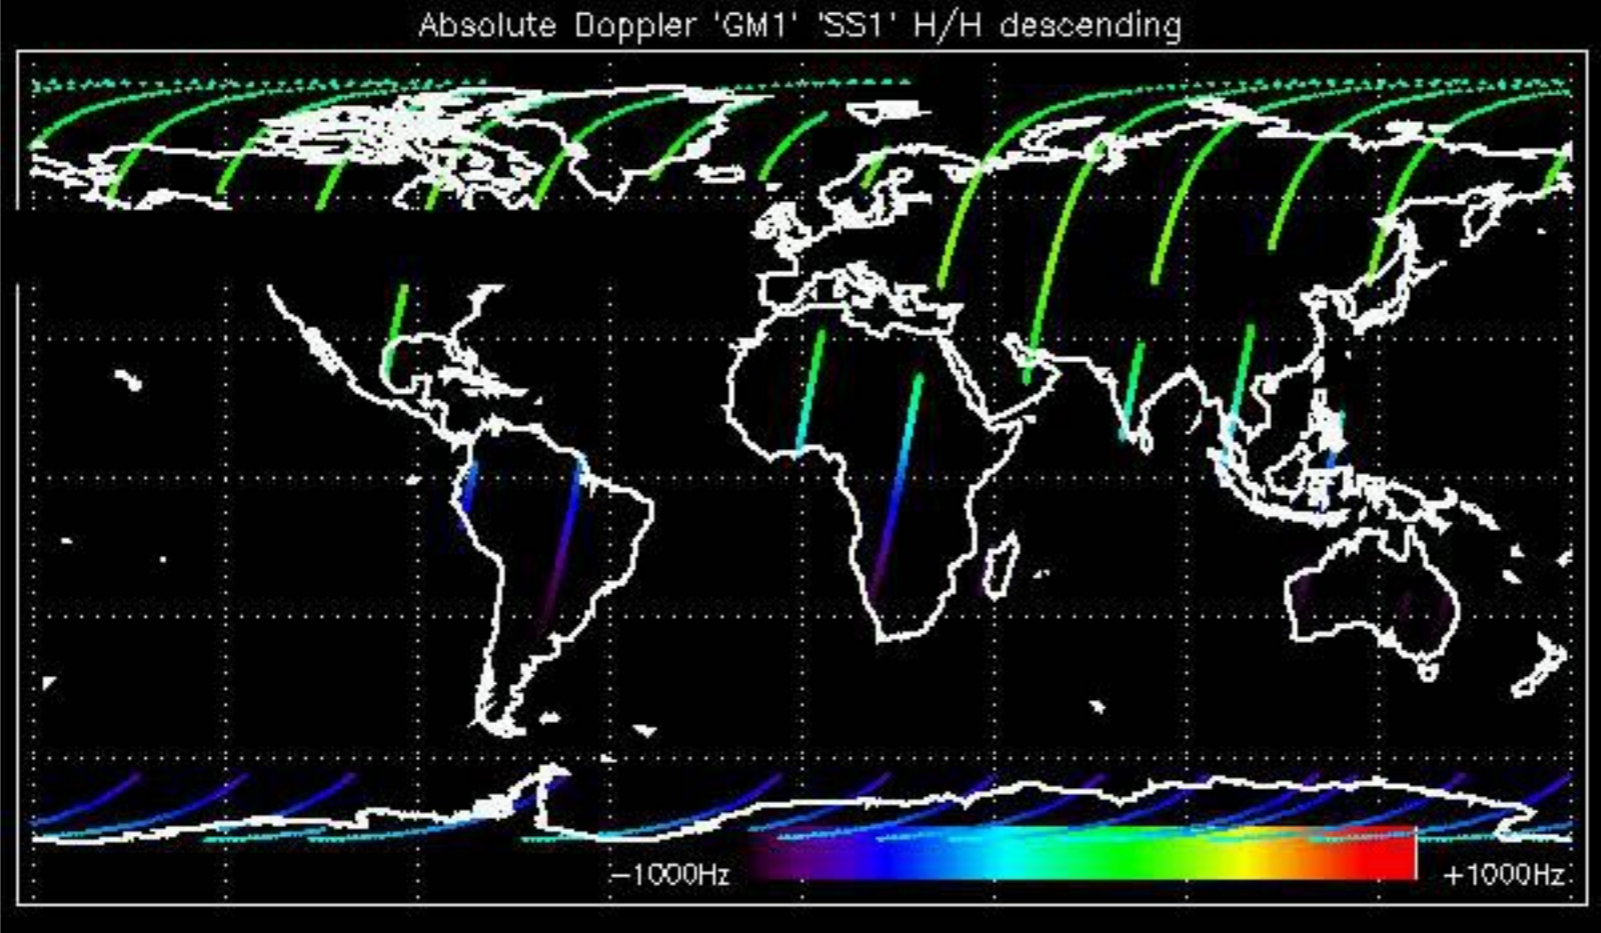 Absolute Doppler 'GM1' 'SS1' H/H descending
−1000Hz +1000Hz